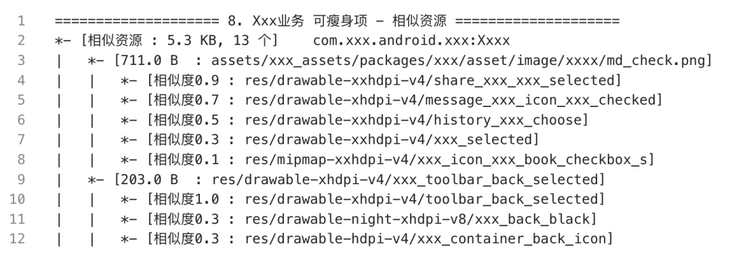 1 ==================== 8. Xxx业务 可瘦身项 - 相似资源 ====================
2 *- [相似资源 : 5.3 KB, 13 个]    com.xxx.android.xxx:Xxxx
3 |   *- [711.0 B  : assets/xxx_assets/packages/xxx/asset/image/xxxx/md_check.png]
4 |   |   *- [相似度0.9 : res/drawable-xxhdpi-v4/share_xxx_xxx_selected]
5 |   |   *- [相似度0.7 : res/drawable-xxhdpi-v4/message_xxx_icon_xxx_checked]
6 |   |   *- [相似度0.5 : res/drawable-xxhdpi-v4/history_xxx_choose]
7 |   |   *- [相似度0.3 : res/drawable-xxhdpi-v4/xxx_selected]
8 |   |   *- [相似度0.1 : res/mipmap-xxhdpi-v4/xxx_icon_xxx_book_checkbox_s]
9 |   *- [203.0 B  : res/drawable-xhdpi-v4/xxx_toolbar_back_selected]
10 |   |   *- [相似度1.0 : res/drawable-xhdpi-v4/toolbar_back_selected]
11 |   |   *- [相似度0.3 : res/drawable-night-xhdpi-v8/xxx_back_black]
12 |   |   *- [相似度0.3 : res/drawable-hdpi-v4/xxx_container_back_icon]